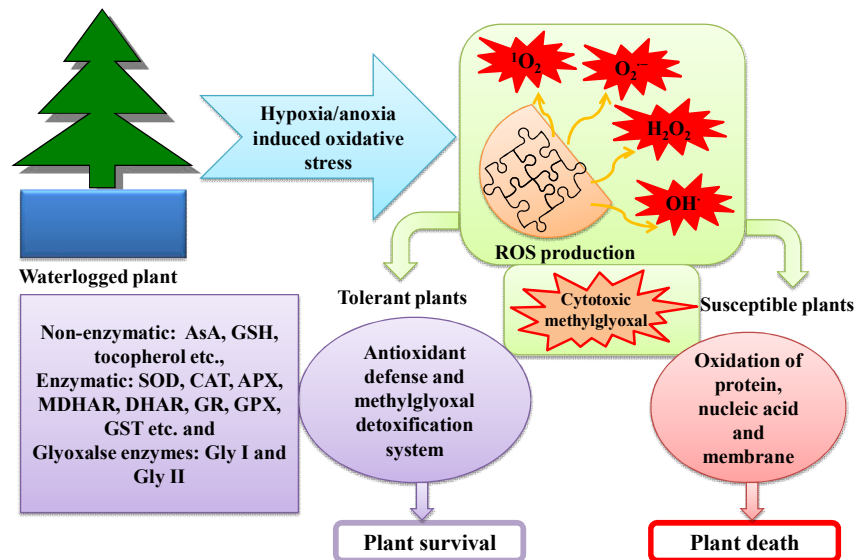 Hypoxia/anoxia
induced oxidative
stress
¹O₂
O₂˙⁻
H₂O₂
OH·
ROS production
Waterlogged plant
Tolerant plants
Cytotoxic
methylglyoxal
Susceptible plants
Non-enzymatic: AsA, GSH,
tocopherol etc.,
Enzymatic: SOD, CAT, APX,
MDHAR, DHAR, GR, GPX,
GST etc. and
Glyoxalse enzymes: Gly I and
Gly II
Antioxidant
defense and
methylglyoxal
detoxification
system
Oxidation of
protein,
nucleic acid
and
membrane
Plant survival
Plant death